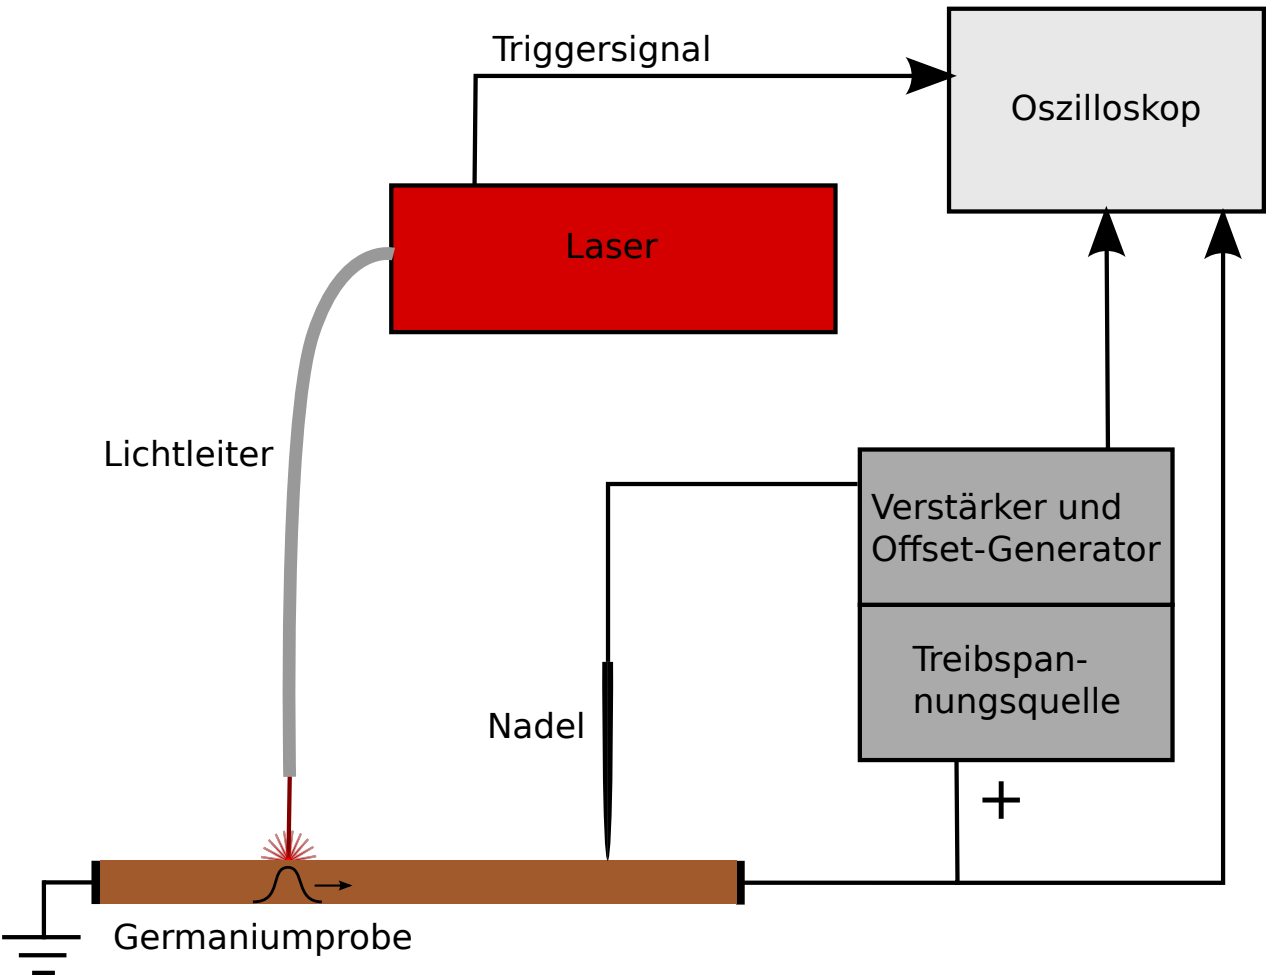 Triggersignal
Oszilloskop
Laser
Lichtleiter
Verstärker und
Offset-Generator
Treibspan-
nungsquelle
Nadel
+
Germaniumprobe